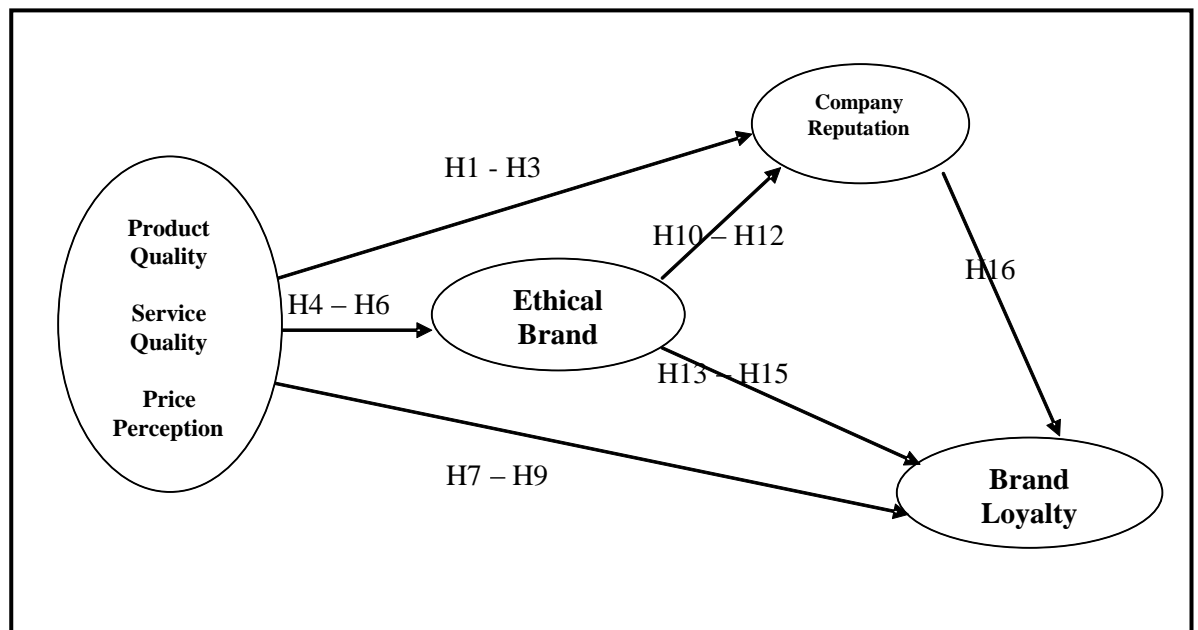 Company
Reputation
H1 - H3
Product
Quality
H10 – H12
H16
Ethical
Brand
H4 – H6
Service
Quality
H13 – H15
Price
Perception
H7 – H9
Brand
Loyalty